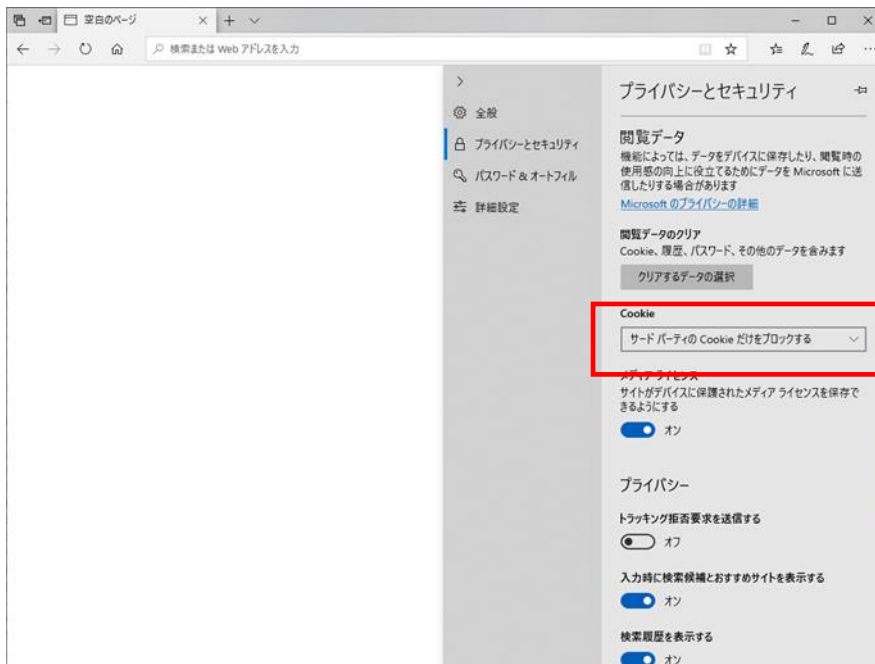 空白のページ
検索または Web アドレスを入力
全般
プライバシーとセキュリティ
パスワード & オートフィル
詳細設定
プライバシーとセキュリティ
閲覧データ
機能によっては、データをデバイスに保存したり、閲覧時の
使用感の向上に役立てるためにデータを Microsoft に送
信したりする場合があります
Microsoft のプライバシーの詳細
閲覧データのクリア
Cookie、履歴、パスワード、その他のデータを含みます
クリアするデータの選択
Cookie
サード パーティの Cookie だけをブロックする
メディア ライセンス
サイトがデバイスに保護されたメディア ライセンスを保存で
きるようにする
オン
プライバシー
トラッキング拒否要求を送信する
オフ
入力時に検索候補とおすすめサイトを表示する
オン
検索履歴を表示する
オン